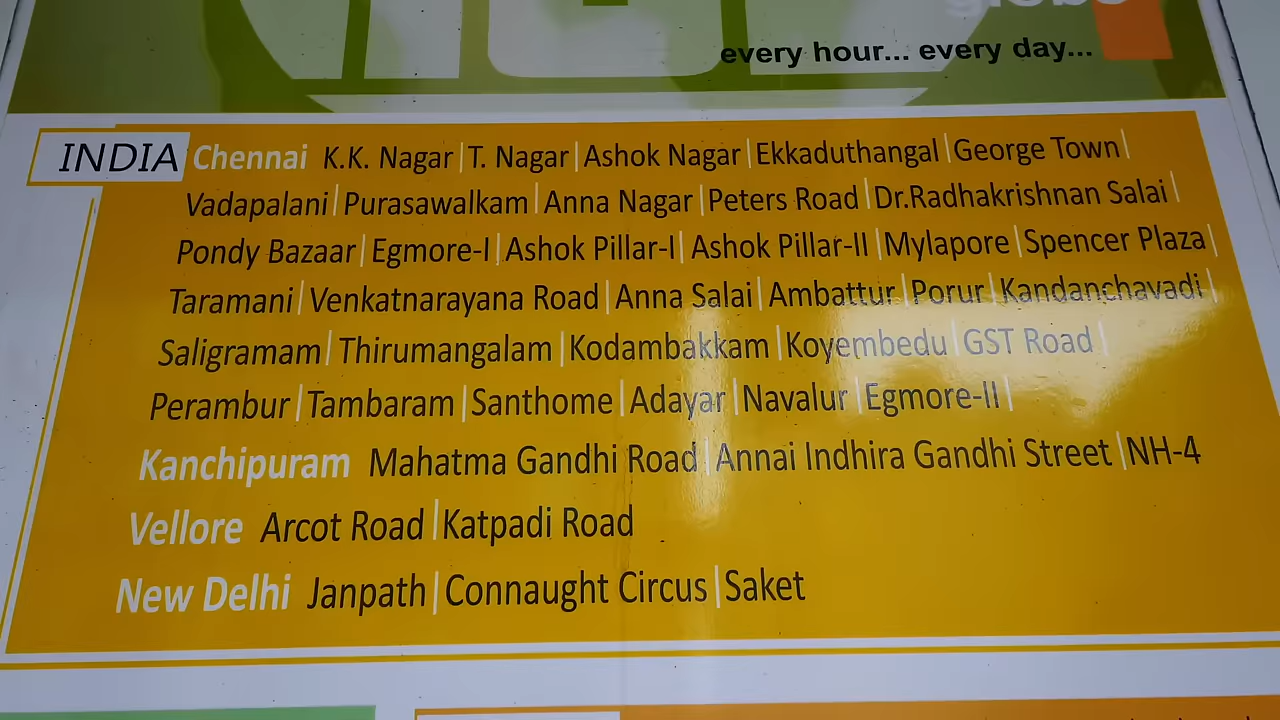 globe
every hour... every day...
INDIA Chennai K.K. Nagar | T. Nagar | Ashok Nagar | Ekkaduthangal | George Town |
Vadapalani | Purasawalkam | Anna Nagar | Peters Road | Dr.Radhakrishnan Salai |
Pondy Bazaar | Egmore-I | Ashok Pillar-I | Ashok Pillar-II | Mylapore | Spencer Plaza |
Taramani | Venkatnarayana Road | Anna Salai | Ambattur | Porur | Kandanchavadi |
Saligramam | Thirumangalam | Kodambakkam | Koyembedu | GST Road |
Perambur | Tambaram | Santhome | Adayar | Navalur | Egmore-II |
Kanchipuram Mahatma Gandhi Road | Annai Indhira Gandhi Street | NH-4
Vellore Arcot Road | Katpadi Road
New Delhi Janpath | Connaught Circus | Saket